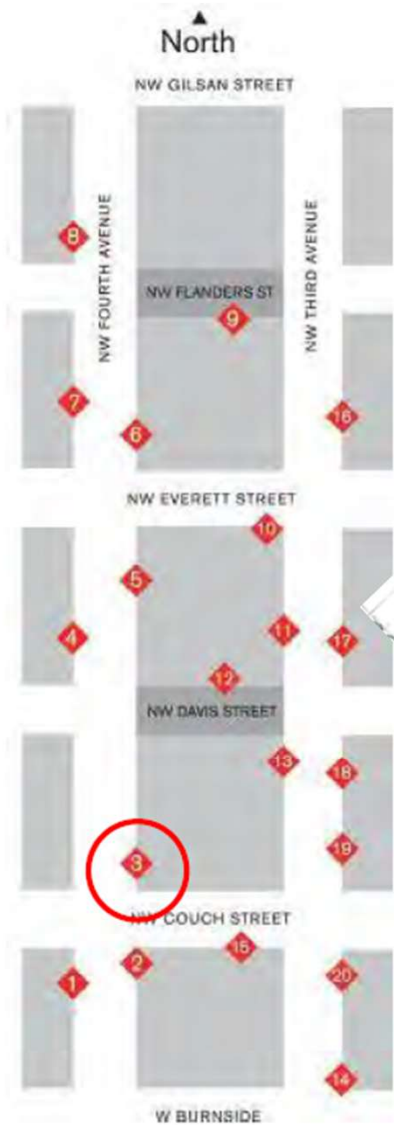 North
NW GILSAN STREET
NW FOURTH AVENUE
NW THIRD AVENUE
8
NW FLANDERS ST
9
7
16
6
NW EVERETT STREET
10
5
4
11
17
12
NW DAVIS STREET
13
18
19
3
NW COUCH STREET
15
2
1
20
14
W BURNSIDE